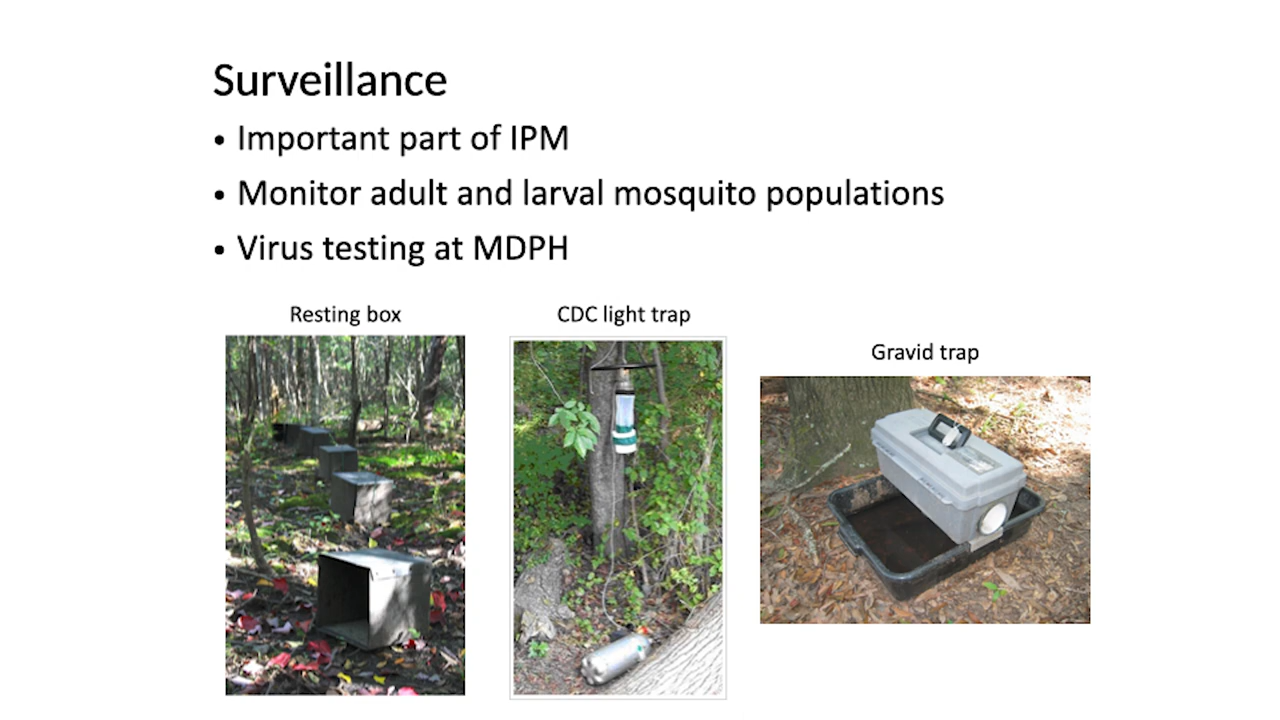 Surveillance
• Important part of IPM
• Monitor adult and larval mosquito populations
• Virus testing at MDPH
Resting box
CDC light trap
Gravid trap